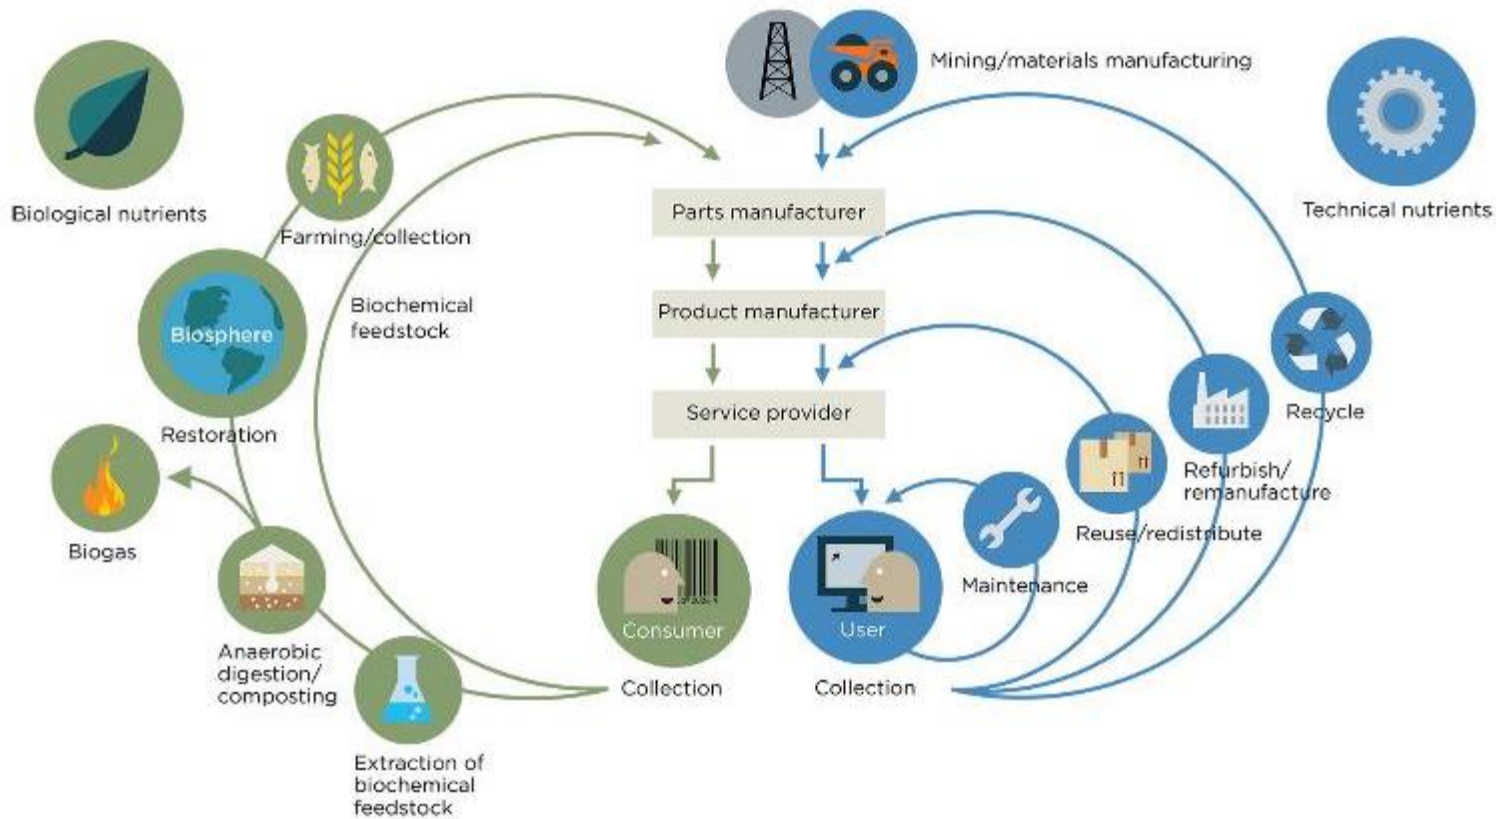 Mining/materials manufacturing
Biological nutrients
Technical nutrients
Parts manufacturer
Farming/collection
Biochemical
feedstock
Product manufacturer
Biosphere
Service provider
Recycle
Restoration
Refurbish/
remanufacture
Reuse/redistribute
Biogas
Maintenance
Consumer
User
Anaerobic
digestion/
composting
Collection
Collection
Extraction of
biochemical
feedstock